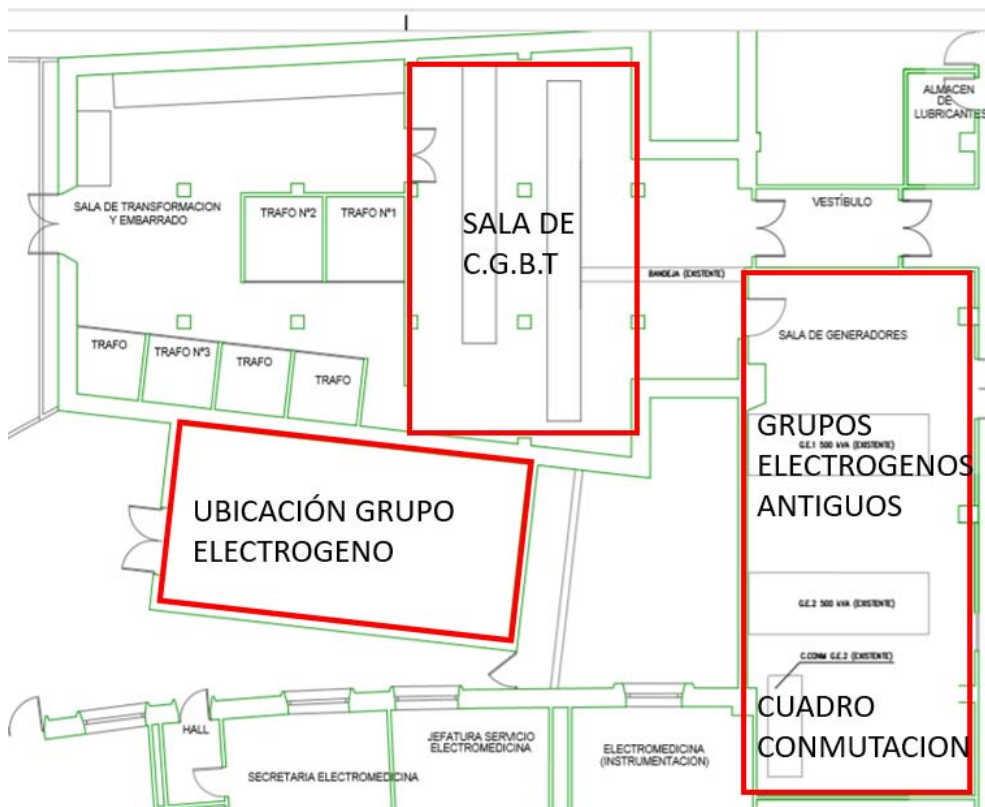 ALMACEN
DE
LUBRICANTES
SALA DE TRANSFORMACION
Y EMBARRADO
TRAFO Nº2
TRAFO Nº1
SALA DE
C.G.B.T
VESTÍBULO
BANDEJA (EXISTENTE)
SALA DE GENERADORES
TRAFO
TRAFO Nº3
TRAFO
TRAFO
GRUPOS
G.E.1 500 kVA (EXISTENTE)
ELECTROGENOS
ANTIGUOS
UBICACIÓN GRUPO
ELECTROGENO
G.E.2 500 kVA (EXISTENTE)
C.CONM G.E.2 (EXISTENTE)
CUADRO
CONMUTACION
HALL
JEFATURA SERVICIO
ELECTROMEDICINA
ELECTROMEDICINA
(INSTRUMENTACION)
SECRETARIA ELECTROMEDICINA